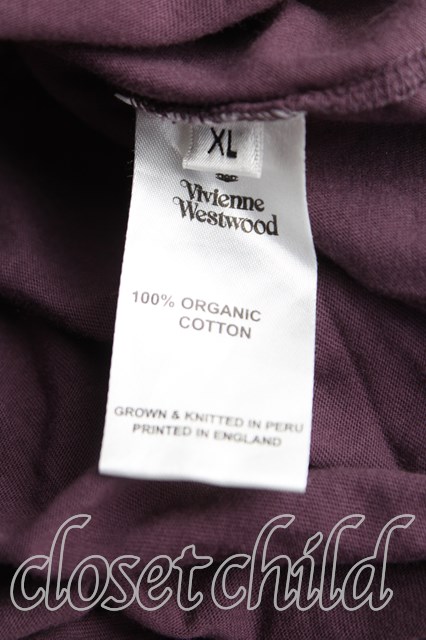 XL
Vivienne
Westwood
100% ORGANIC
COTTON
GROWN & KNITTED IN PERU
PRINTED IN ENGLAND
closetchild